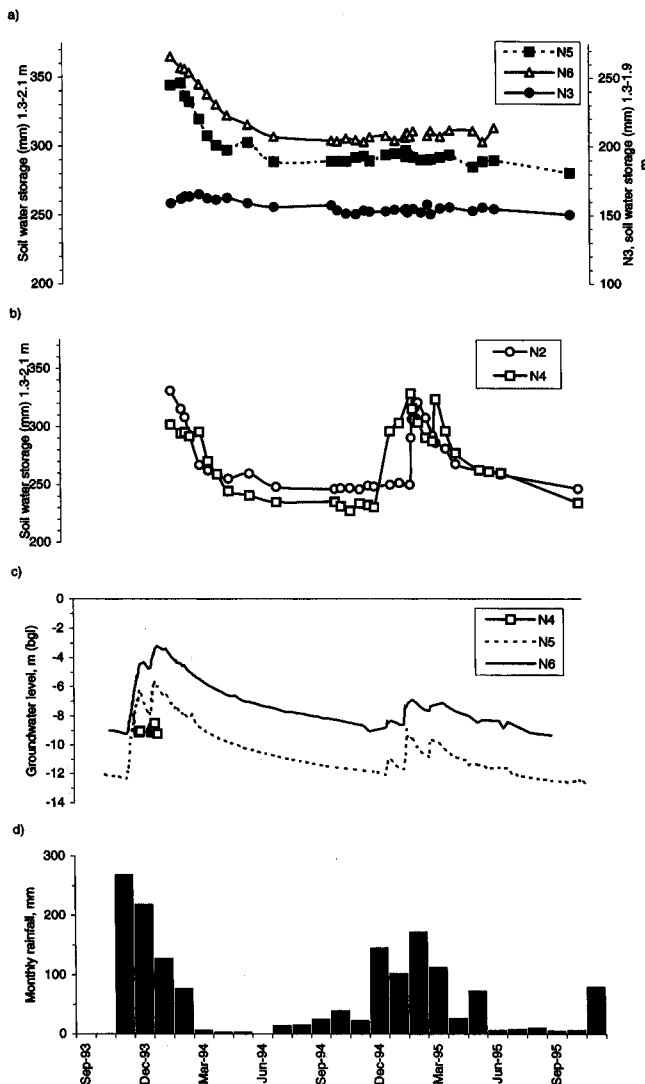 a)
Soil water storage (mm) 1.3-2.1 m
350
300
250
200
N5
N6
N3
250
200
150
100
N3, soil water storage (mm) 1.3-1.9 m
b)
Soil water storage (mm) 1.3-2.1 m
350
300
250
200
N2
N4
c)
Groundwater level, m (bgl)
0
-2
-4
-6
-8
-10
-12
-14
N4
N5
N6
d)
Monthly rainfall, mm
300
200
100
0
Sep-93
Dec-93
Mar-94
Jun-94
Sep-94
Dec-94
Mar-95
Jun-95
Sep-95